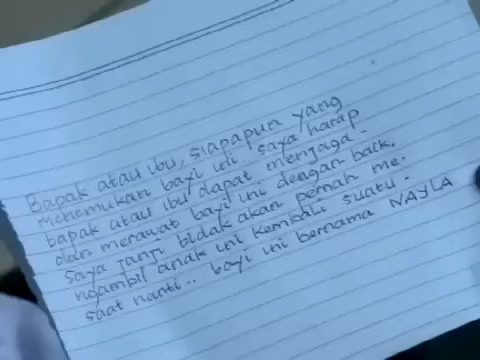 Bapak atau ibu, siapapun yang
menemukan bayi ini. saya harap
bapak atau ibu dapat menjaga.
dan merawat bayi ini dengan baik.
saya janji tidak akan pernah me.
ngambil anak ini kembali suatu.
saat nanti.. bayi ini bernama NAYLA